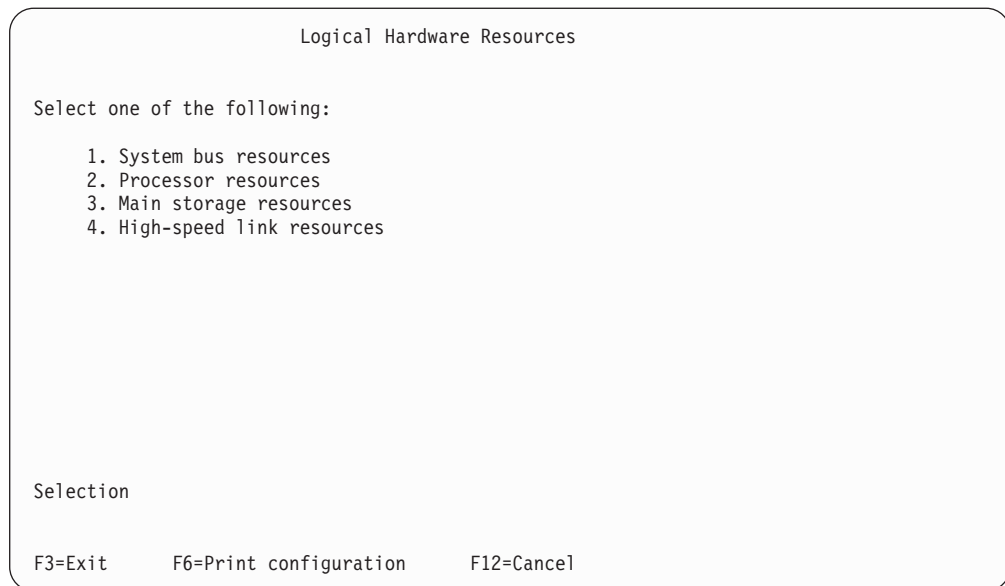 Logical Hardware Resources
Select one of the following:
1. System bus resources
2. Processor resources
3. Main storage resources
4. High-speed link resources
Selection
F3=Exit F6=Print configuration F12=Cancel